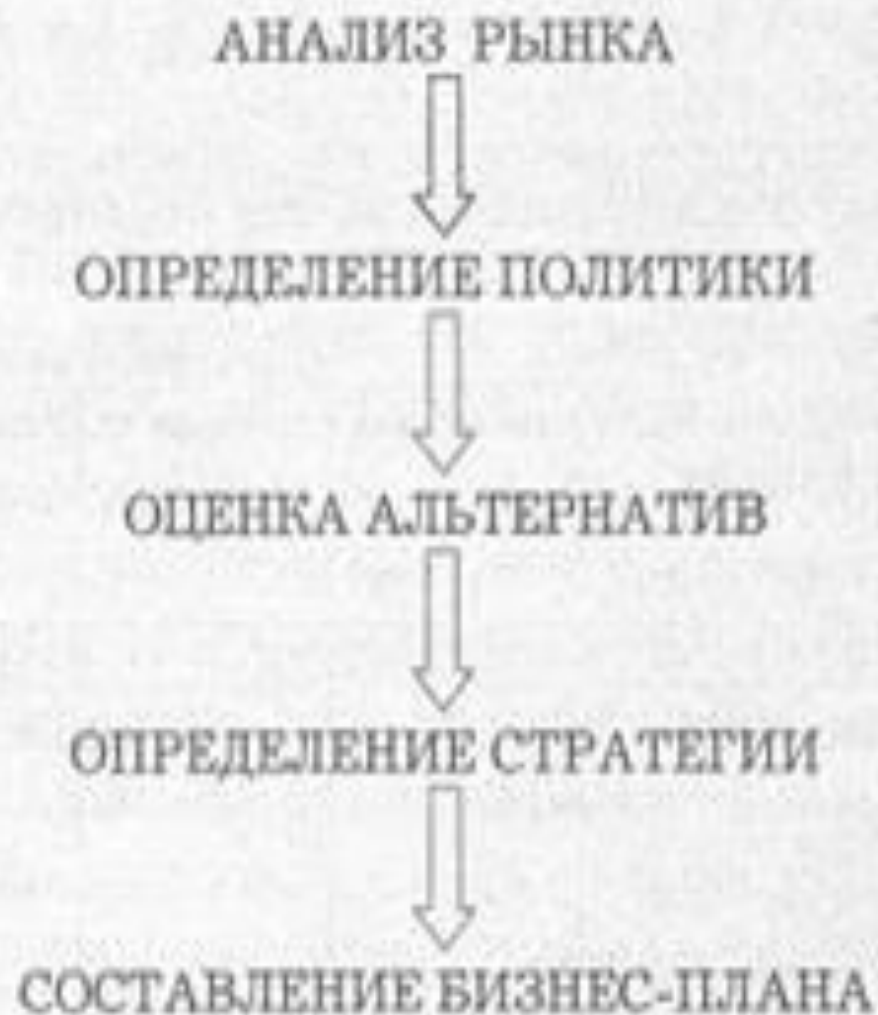 АНАЛИЗ РЫНКА
ОПРЕДЕЛЕНИЕ ПОЛИТИКИ
ОЦЕНКА АЛЬТЕРНАТИВ
ОПРЕДЕЛЕНИЕ СТРАТЕГИИ
СОСТАВЛЕНИЕ БИЗНЕС-ПЛАНА